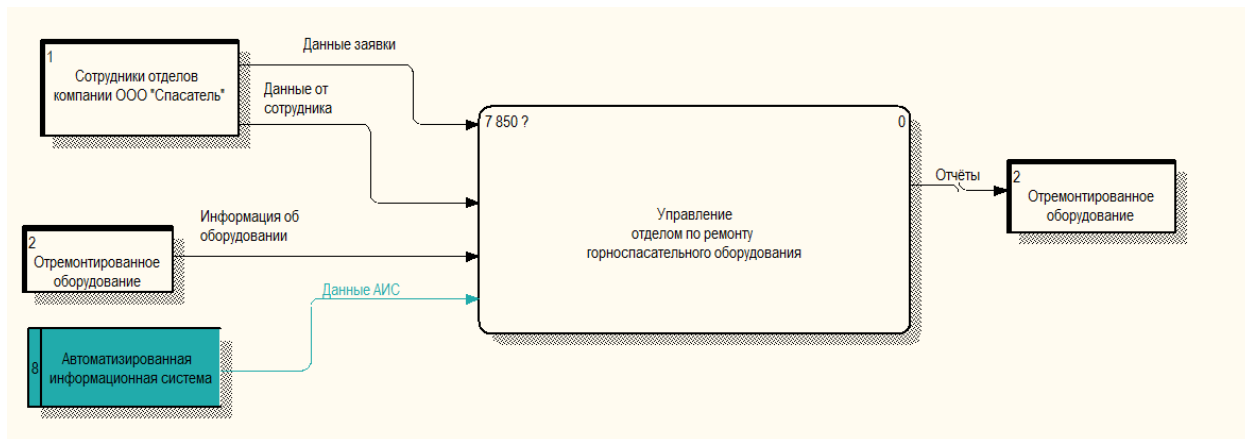 Данные заявки
1
Сотрудники отделов
компании ООО "Спасатель"
Данные от
сотрудника
7 850 ?
0
Управление
отделом по ремонту
горноспасательного оборудования
Отчёты
2
Отремонтированное
оборудование
Информация об
оборудовании
2
Отремонтированное
оборудование
Данные АИС
8
Автоматизированная
информационная система